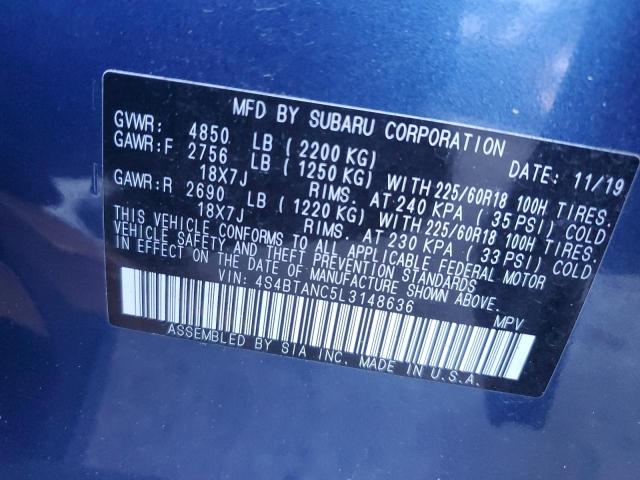 MFD BY SUBARU CORPORATION
GVWR: 4850 LB (2200 KG) DATE: 11/19
GAWR:F 2756 LB (1250 KG) WITH 225/60R18 100H TIRES.
18X7J RIMS. AT 240 KPA (35 PSI) COLD
GAWR:R 2690 LB (1220 KG) WITH 225/60R18 100H TIRES.
18X7J RIMS. AT 230 KPA (33 PSI) COLD
THIS VEHICLE CONFORMS TO ALL APPLICABLE FEDERAL MOTOR
VEHICLE SAFETY AND THEFT PREVENTION STANDARDS
IN EFFECT ON THE DATE OF MANUFACTURE SHOWN ABOVE.
VIN: 4S4BTANC5L3148636 MPV
ASSEMBLED BY SIA INC. MADE IN U.S.A.